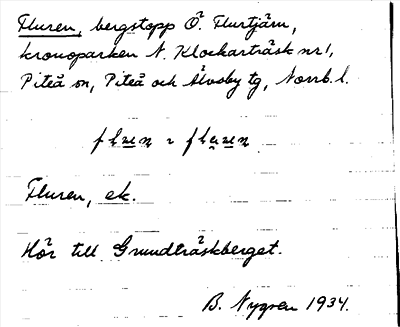 Fluren, bergstopp Ö. Flurtjärn,
kronoparken N. Klockarträsk nr 1,
Piteå sn, Piteå och Älvsby tg, Norrb. l.
Fluren, ek.
Hör till Grundträskberget.
B. Nygren 1934.